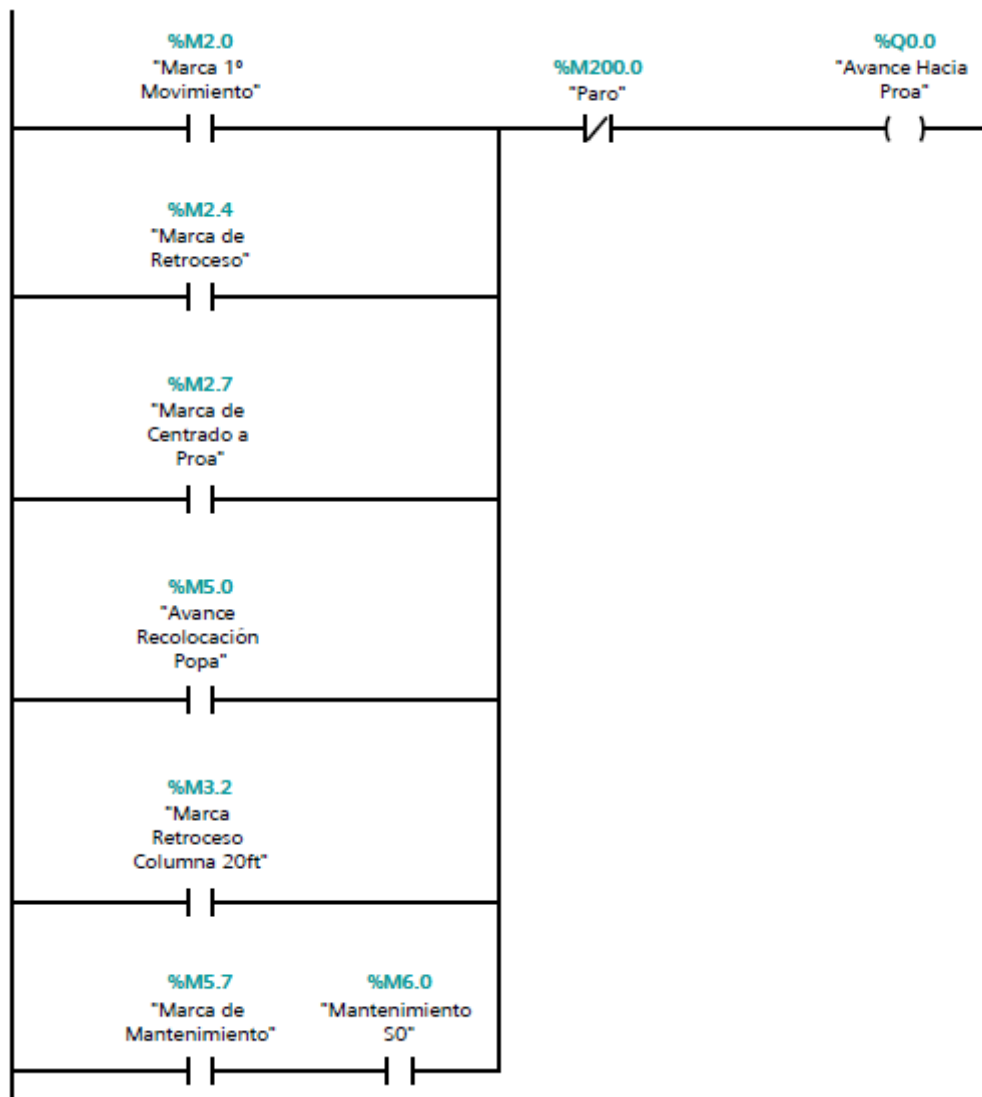 %M2.0
"Marca 1º
Movimiento"
%M200.0
"Paro"
%Q0.0
"Avance Hacia
Proa"
%M2.4
"Marca de
Retroceso"
%M2.7
"Marca de
Centrado a
Proa"
%M5.0
"Avance
Recolocación
Popa"
%M3.2
"Marca
Retroceso
Columna 20ft"
%M5.7
"Marca de
Mantenimiento"
%M6.0
"Mantenimiento
S0"